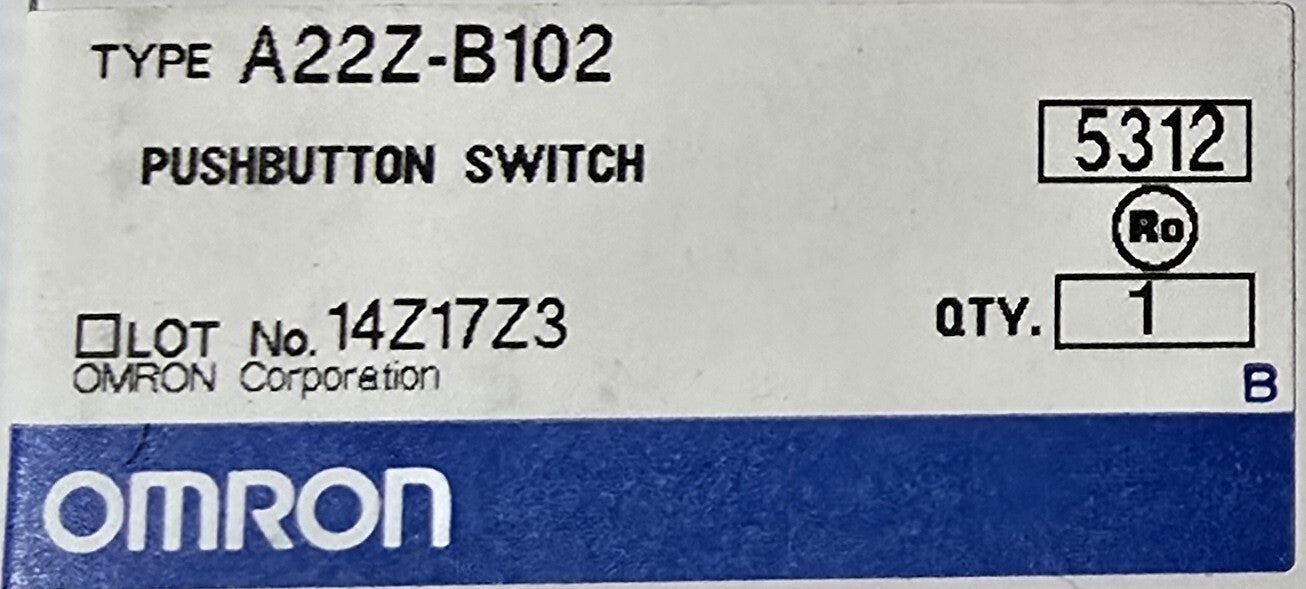 TYPE A22Z-B102
PUSHBUTTON SWITCH
5312
Ro
LOT No. 14Z17Z3
QTY. 1
OMRON Corporation
B
OMRON